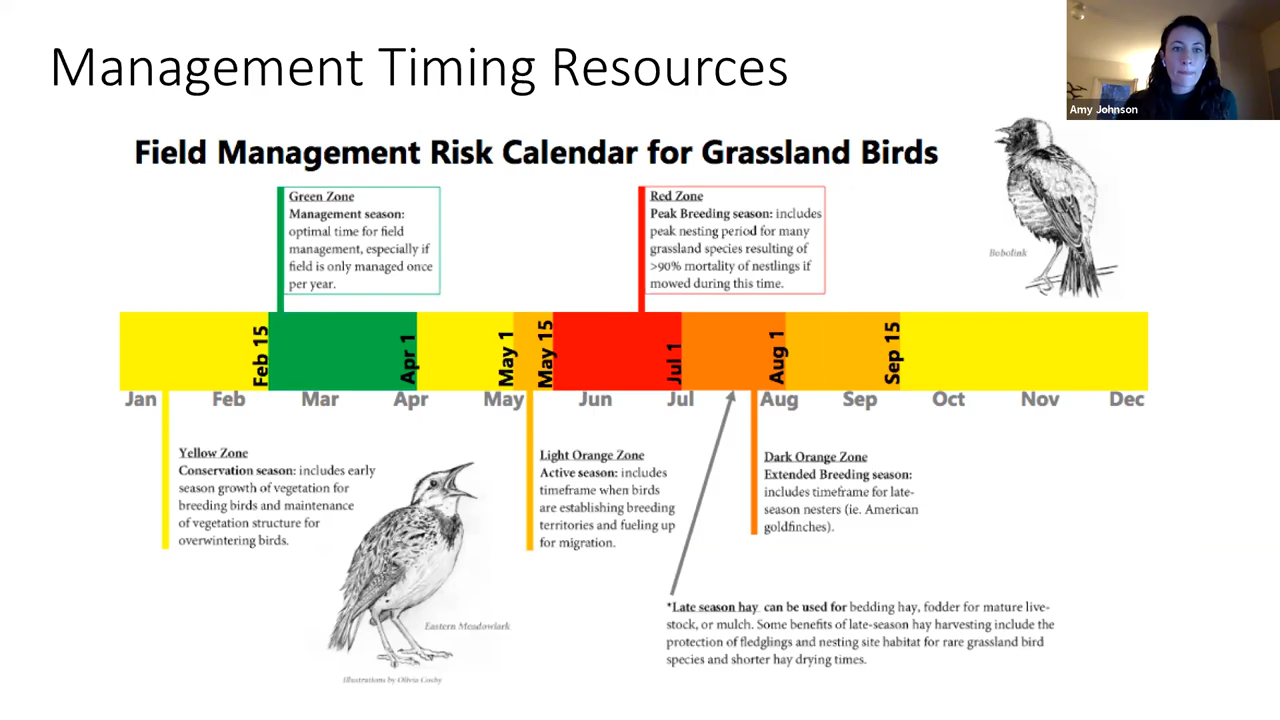 Management Timing Resources
Amy Johnson
Field Management Risk Calendar for Grassland Birds
Green Zone
Management season:
optimal time for field
management, especially if
field is only managed once
per year.
Red Zone
Peak Breeding season: includes
peak nesting period for many
grassland species resulting of
>90% mortality of nestlings if
mowed during this time.
Bobolink
Feb 15
Apr 1
May 1
May 15
Jul 1
Aug 1
Sep 15
Jan Feb Mar Apr May Jun Jul Aug Sep Oct Nov Dec
Yellow Zone
Conservation season: includes early
season growth of vegetation for
breeding birds and maintenance
of vegetation structure for
overwintering birds.
Light Orange Zone
Active season: includes
timeframe when birds
are establishing breeding
territories and fueling up
for migration.
Dark Orange Zone
Extended Breeding season:
includes timeframe for late-
season nesters (ie. American
goldfinches).
Eastern Meadowlark
Illustrations by Olivia Cosby
*Late season hay can be used for bedding hay, fodder for mature live-
stock, or mulch. Some benefits of late-season hay harvesting include the
protection of fledglings and nesting site habitat for rare grassland bird
species and shorter hay drying times.